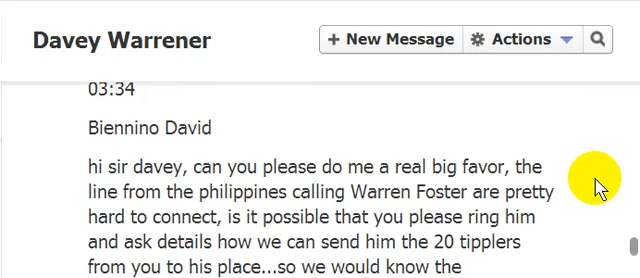 Davey Warrener
+ New Message
Actions
03:34
Biennino David
hi sir davey, can you please do me a real big favor, the
line from the philippines calling Warren Foster are pretty
hard to connect, is it possible that you please ring him
and ask details how we can send him the 20 tipplers
from you to his place...so we would know the